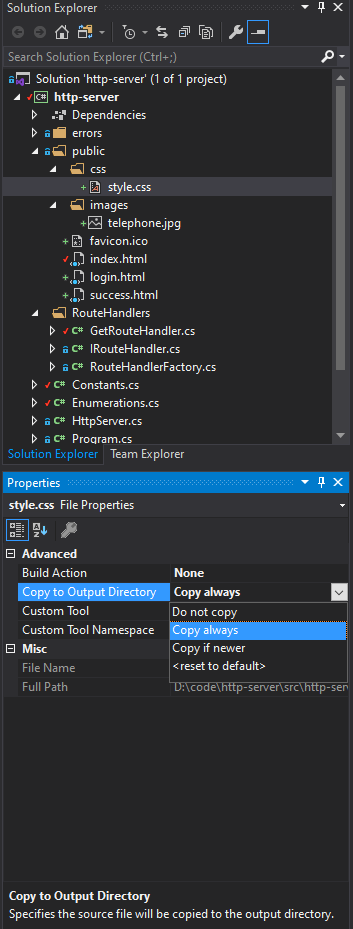 Solution Explorer
Search Solution Explorer (Ctrl+;)
Solution 'http-server' (1 of 1 project)
C# http-server
Dependencies
errors
public
css
style.css
images
telephone.jpg
favicon.ico
index.html
login.html
success.html
RouteHandlers
C# GetRouteHandler.cs
C# IRouteHandler.cs
C# RouteHandlerFactory.cs
C# Constants.cs
C# Enumerations.cs
C# HttpServer.cs
C# Program.cs
Solution Explorer Team Explorer
Properties
style.css File Properties
Advanced
Build Action None
Copy to Output Directory Copy always
Custom Tool Do not copy
Custom Tool Namespace Copy always
Misc Copy if newer
File Name <reset to default>
Full Path D:\code\http-server\src\http-serv
Copy to Output Directory
Specifies the source file will be copied to the output directory.